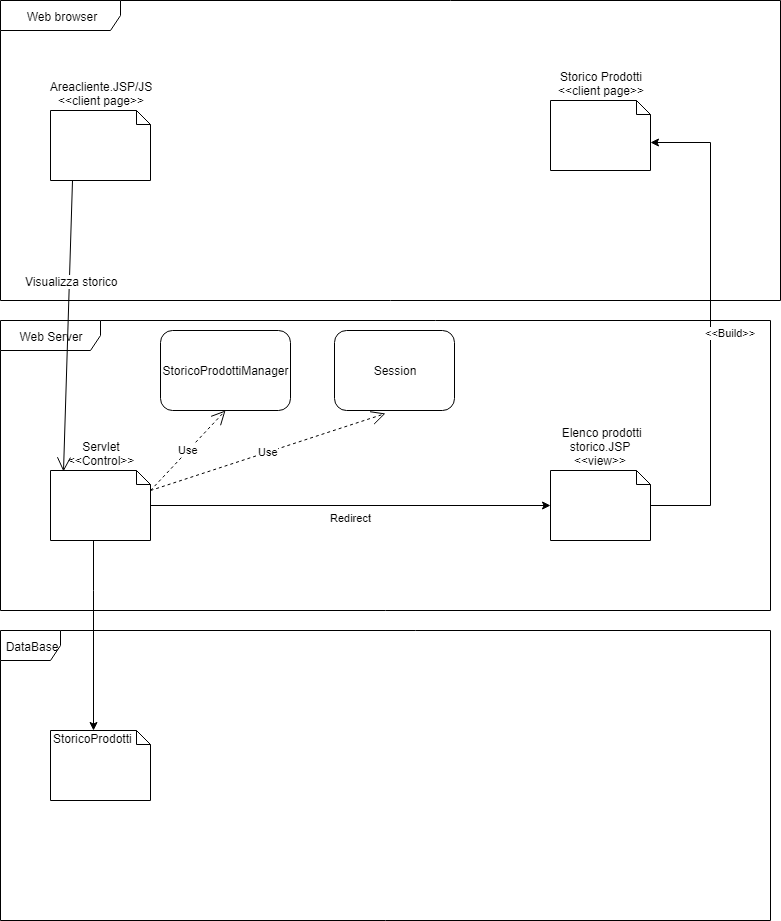 Web browser
Areacliente.JSP/JS
<<client page>>
Storico Prodotti
<<client page>>
Visualizza storico
Web Server
<<Build>>
StoricoProdottiManager
Session
Servlet
<<Control>>
Use
Use
Elenco prodotti
storico.JSP
<<view>>
Redirect
DataBase
StoricoProdotti